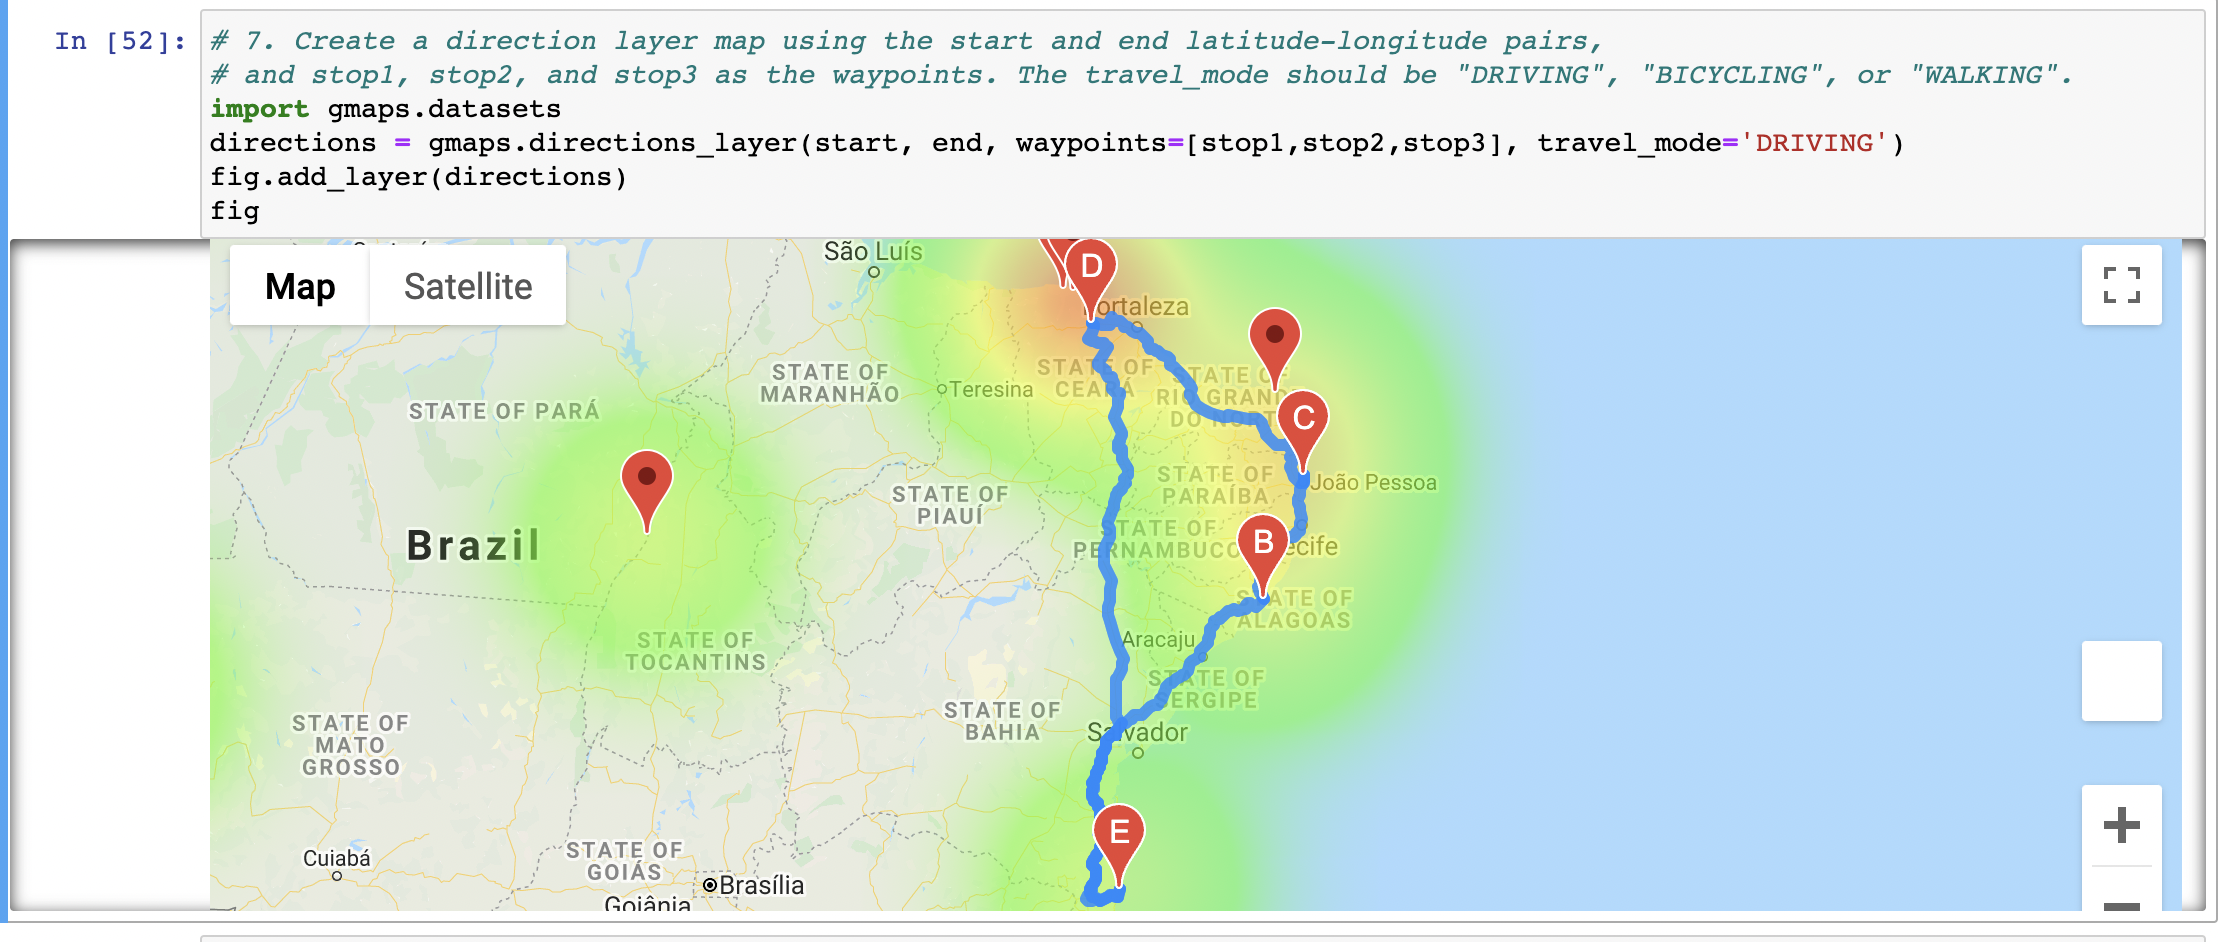 In [52]:
# 7. Create a direction layer map using the start and end latitude-longitude pairs,
# and stop1, stop2, and stop3 as the waypoints. The travel_mode should be "DRIVING", "BICYCLING", or "WALKING".
import gmaps.datasets
directions = gmaps.directions_layer(start, end, waypoints=[stop1,stop2,stop3], travel_mode='DRIVING')
fig.add_layer(directions)
fig
Map
Satellite
São Luís
D
Fortaleza
STATE OF
MARANHÃO
Teresina
STATE OF
CEARÁ
STATE OF
RIO GRANDE
DO NORTE
C
STATE OF PARÁ
STATE OF
PIAUÍ
STATE OF
PARAÍBA
João Pessoa
Brazil
STATE OF
PERNAMBUCO
B
Recife
STATE OF
ALAGOAS
STATE OF
TOCANTINS
Aracaju
STATE OF
SERGIPE
STATE OF
MATO
GROSSO
STATE OF
BAHIA
Salvador
E
Cuiabá
STATE OF
GOIÁS
Brasília
Goiânia